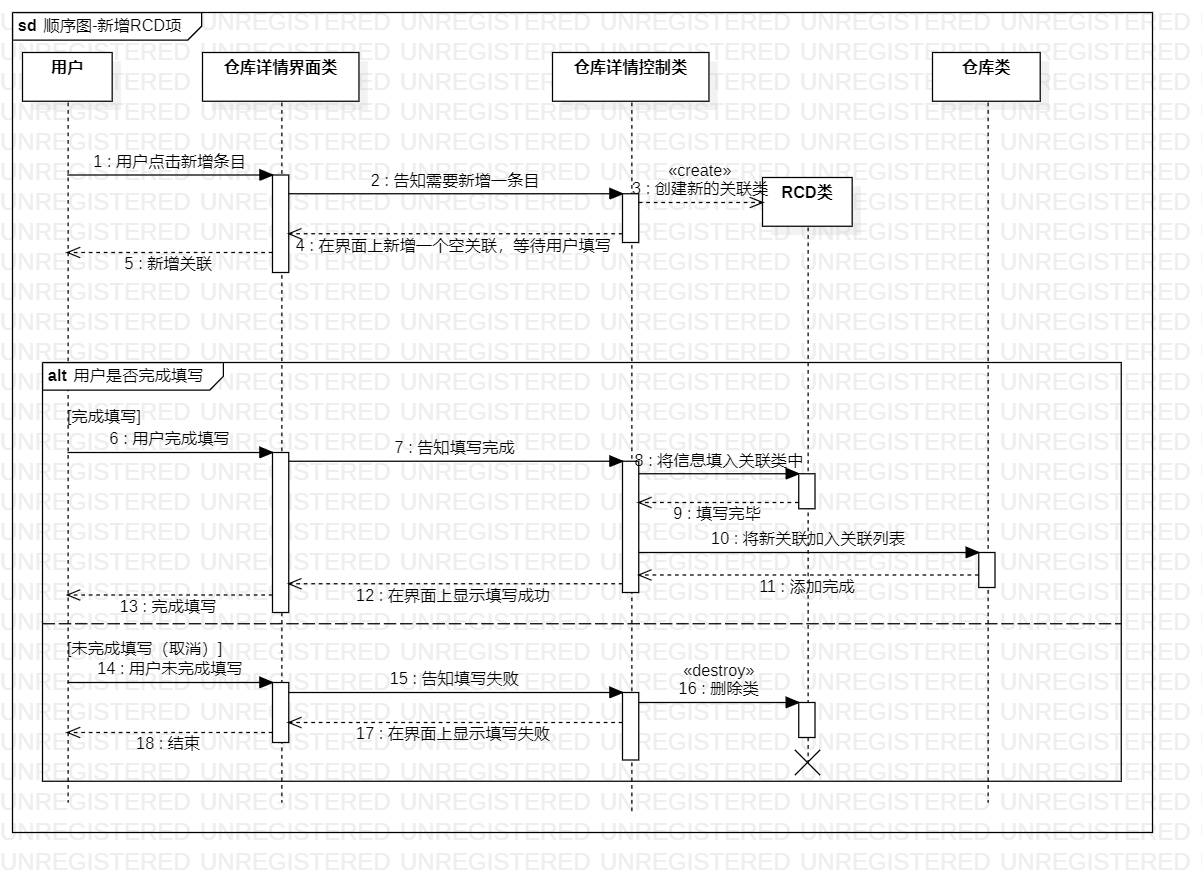 sd 顺序图-新增RCD项
用户
仓库详情界面类
仓库详情控制类
仓库类
1 : 用户点击新增条目
2 : 告知需要新增一条目
«create»
3 : 创建新的关联类
RCD类
4 : 在界面上新增一个空关联，等待用户填写
5 : 新增关联
alt 用户是否完成填写
[完成填写]
6 : 用户完成填写
7 : 告知填写完成
8 : 将信息填入关联类中
9 : 填写完毕
10 : 将新关联加入关联列表
11 : 添加完成
12 : 在界面上显示填写成功
13 : 完成填写
[未完成填写（取消）]
14 : 用户未完成填写
15 : 告知填写失败
«destroy»
16 : 删除类
17 : 在界面上显示填写失败
18 : 结束
UNREGISTERED